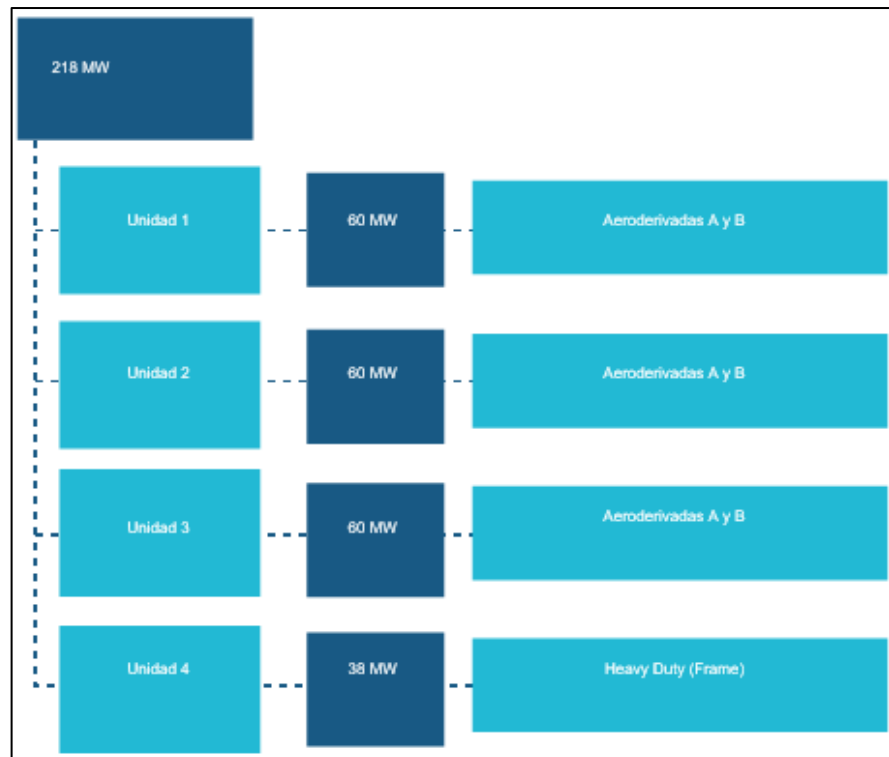 218 MW
Unidad 1
60 MW
Aeroderivadas A y B
Unidad 2
60 MW
Aeroderivadas A y B
Unidad 3
60 MW
Aeroderivadas A y B
Unidad 4
38 MW
Heavy Duty (Frame)